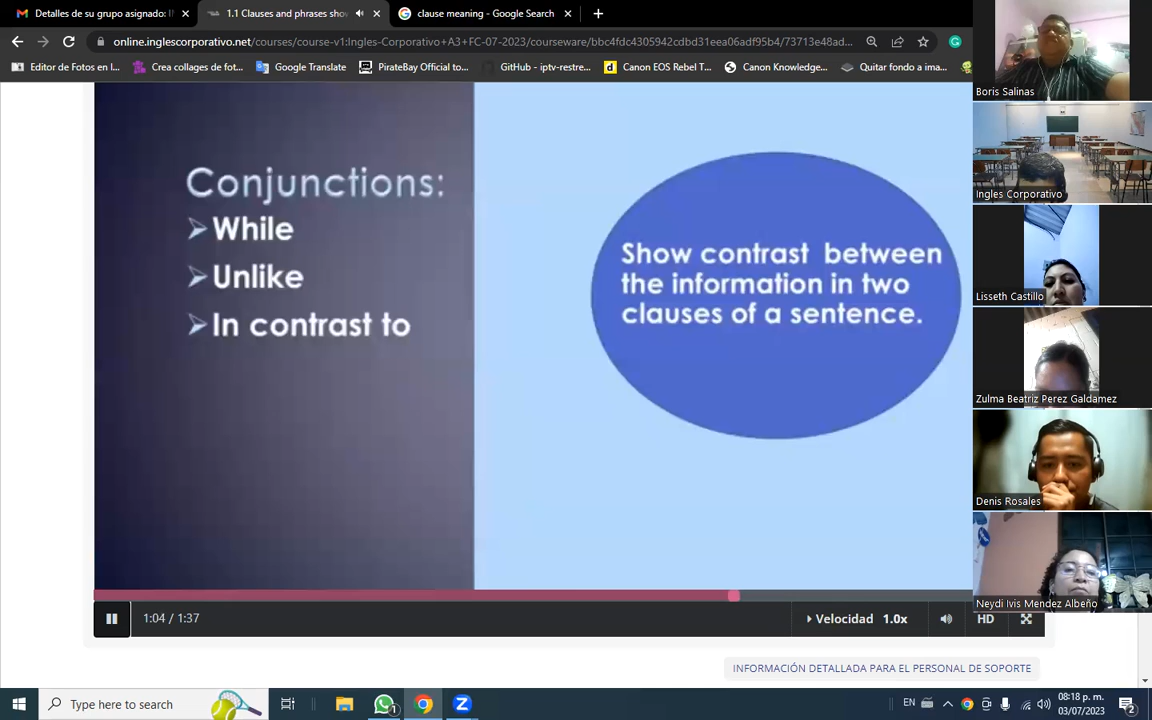 Detalles de su grupo asignado: I
1.1 Clauses and phrases sho
clause meaning - Google Search
online.inglescorporativo.net/courses/course-v1:Ingles-Corporativo+A3+FC-07-2023/courseware/bbc4fdc4305942cdbd31eea06adf95b4/73713e48ad...
Editor de Fotos en l...
Crea collages de fot...
Google Translate
PirateBay Official to...
GitHub - iptv-restre...
Canon EOS Rebel T...
Canon Knowledge...
Quitar fondo a ima...
Conjunctions:
While
Unlike
In contrast to
Show contrast between
the information in two
clauses of a sentence.
1:04 / 1:37
Velocidad 1.0x
HD
INFORMACIÓN DETALLADA PARA EL PERSONAL DE SOPORTE
Boris Salinas
Ingles Corporativo
Lisseth Castillo
Zulma Beatriz Perez Galdamez
Denis Rosales
Neydi Ivis Mendez Albeño
Type here to search
1
EN
08:18 p. m.
03/07/2023
2